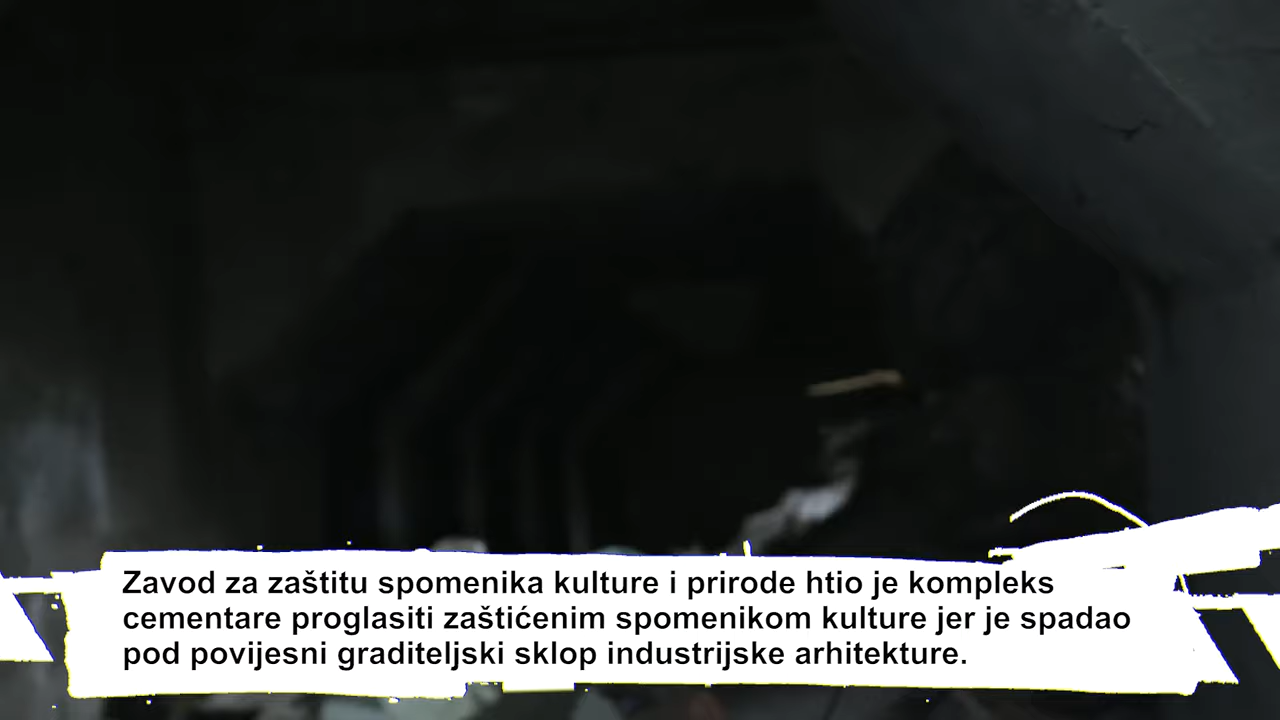 Zavod za zaštitu spomenika kulture i prirode htio je kompleks
cementare proglasiti zaštićenim spomenikom kulture jer je spadao
pod povijesni graditeljski sklop industrijske arhitekture.